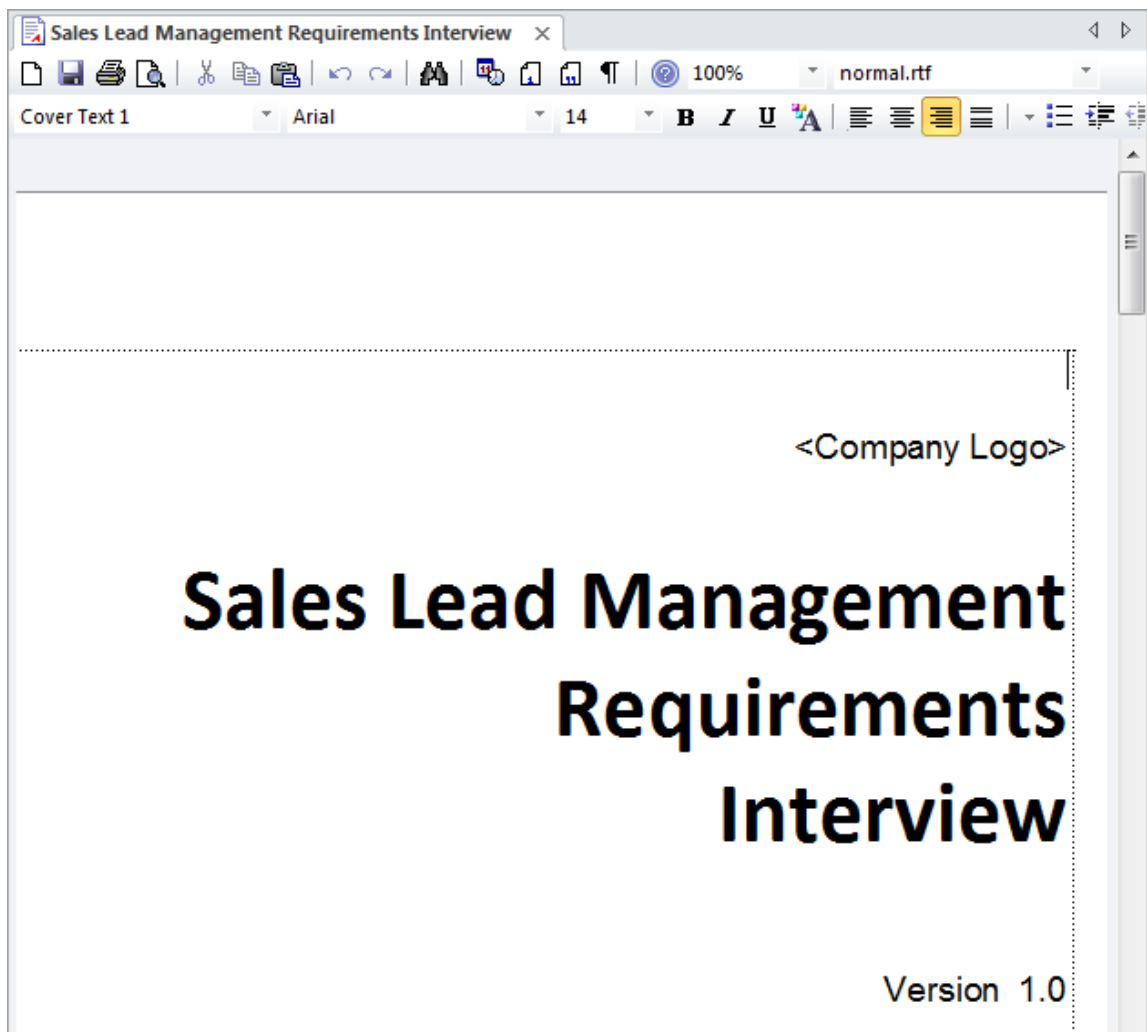 Sales Lead Management Requirements Interview
100% normal.rtf
Cover Text 1 Arial 14 B I U A
<Company Logo>
Sales Lead Management
Requirements
Interview
Version 1.0